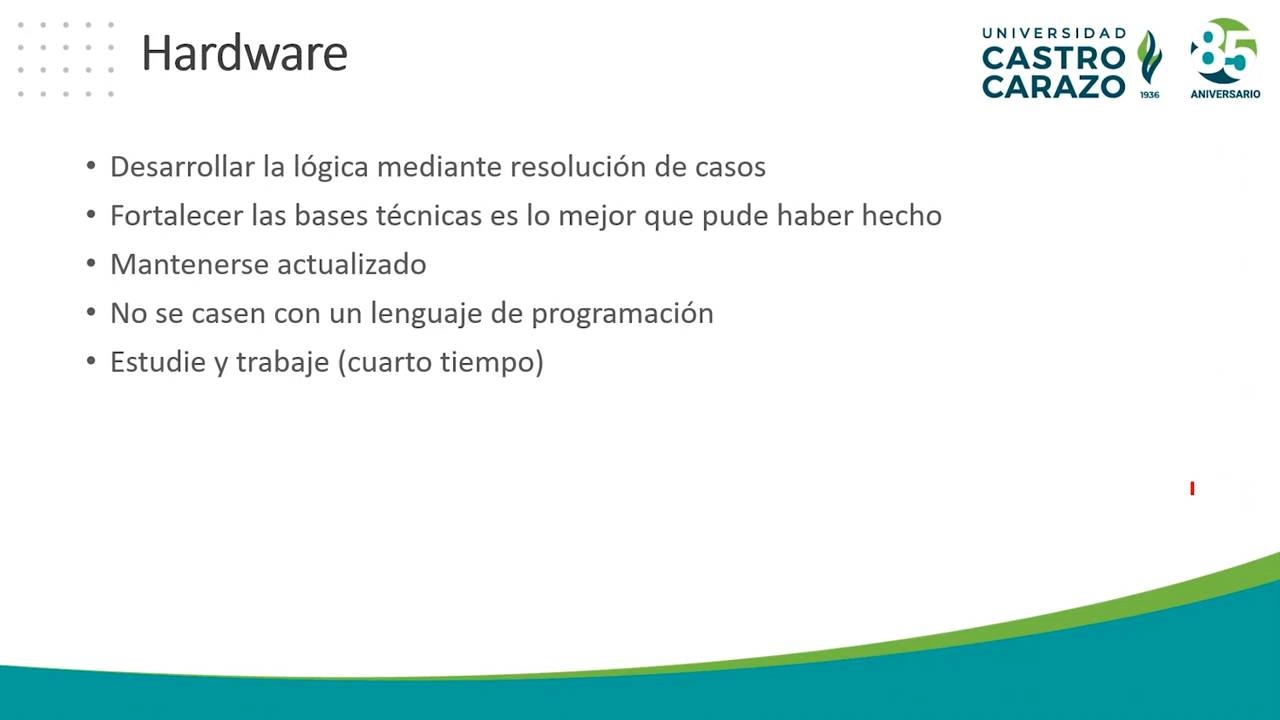 Hardware
UNIVERSIDAD
CASTRO
CARAZO
1936
85
ANIVERSARIO
• Desarrollar la lógica mediante resolución de casos
• Fortalecer las bases técnicas es lo mejor que pude haber hecho
• Mantenerse actualizado
• No se casen con un lenguaje de programación
• Estudie y trabaje (cuarto tiempo)